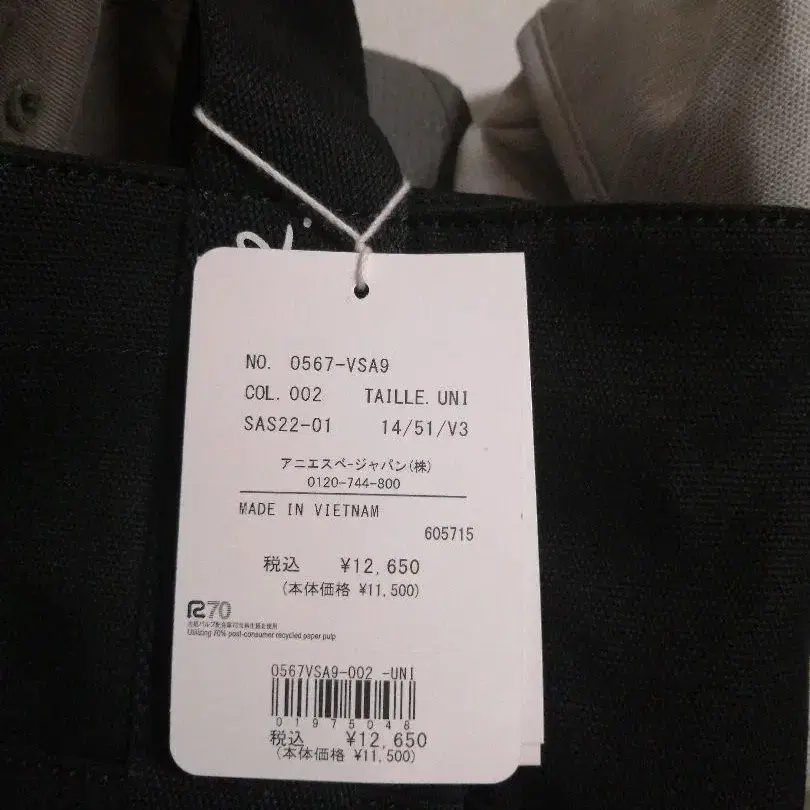 NO. 0567-VSA9
COL. 002 TAILLE. UNI
SAS22-01 14/51/V3
アニエスベージャパン(株)
0120-744-800
MADE IN VIETNAM
605715
税込 ¥12,650
(本体価格 ¥11,500)
R70
Utilizing 70% post-consumer recycled paper pulp
0567VSA9-002 -UNI
01975048
税込 ¥12,650
(本体価格 ¥11,500)